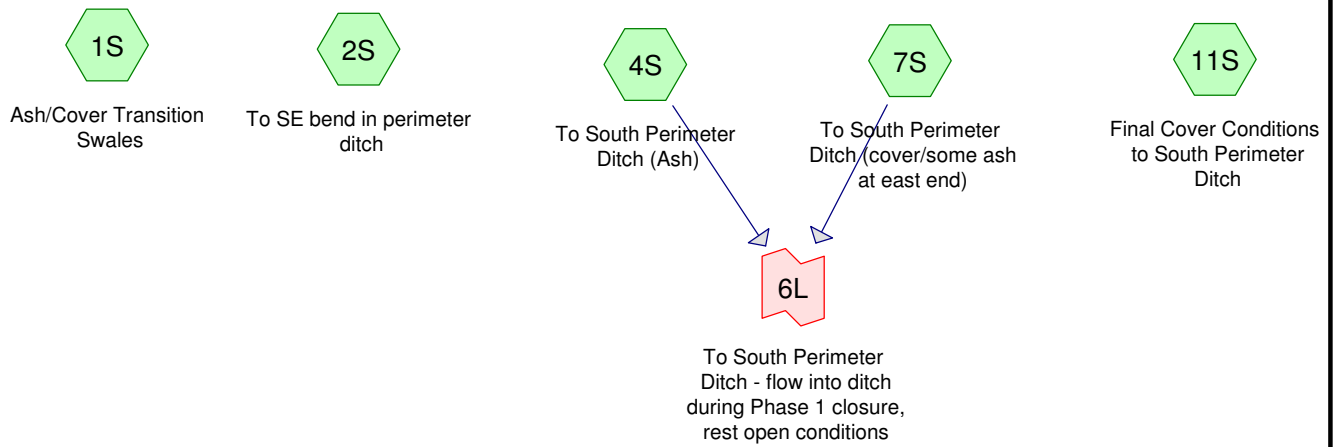 1S
Ash/Cover Transition
Swales
2S
To SE bend in perimeter
ditch
4S
To South Perimeter
Ditch (Ash)
7S
To South Perimeter
Ditch (cover/some ash
at east end)
11S
Final Cover Conditions
to South Perimeter
Ditch
6L
To South Perimeter
Ditch - flow into ditch
during Phase 1 closure,
rest open conditions